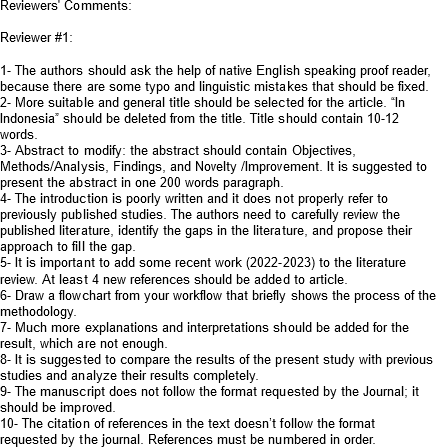 Reviewers' Comments:
Reviewer #1:
1- The authors should ask the help of native English speaking proof reader,
because there are some typo and linguistic mistakes that should be fixed.
2- More suitable and general title should be selected for the article. "In
Indonesia" should be deleted from the title. Title should contain 10-12
words.
3- Abstract to modify: the abstract should contain Objectives,
Methods/Analysis, Findings, and Novelty /Improvement. It is suggested to
present the abstract in one 200 words paragraph.
4- The introduction is poorly written and it does not properly refer to
previously published studies. The authors need to carefully review the
published literature, identify the gaps in the literature, and propose their
approach to fill the gap.
5- It is important to add some recent work (2022-2023) to the literature
review. At least 4 new references should be added to article.
6- Draw a flowchart from your workflow that briefly shows the process of the
methodology.
7- Much more explanations and interpretations should be added for the
result, which are not enough.
8- It is suggested to compare the results of the present study with previous
studies and analyze their results completely.
9- The manuscript does not follow the format requested by the Journal; it
should be improved.
10- The citation of references in the text doesn't follow the format
requested by the journal. References must be numbered in order.